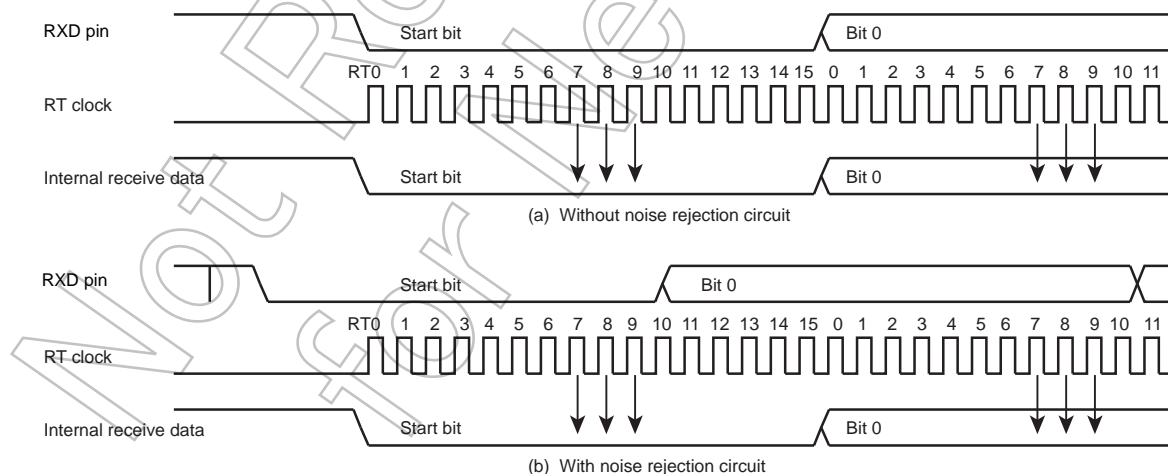 RXD pin
Start bit
Bit 0
RT0 1 2 3 4 5 6 7 8 9 10 11 12 13 14 15 0 1 2 3 4 5 6 7 8 9 10 11
RT clock
Internal receive data
Start bit
Bit 0
(a) Without noise rejection circuit
RXD pin
Start bit
Bit 0
RT0 1 2 3 4 5 6 7 8 9 10 11 12 13 14 15 0 1 2 3 4 5 6 7 8 9 10 11
RT clock
Internal receive data
Start bit
Bit 0
(b) With noise rejection circuit
Not R
for Ne